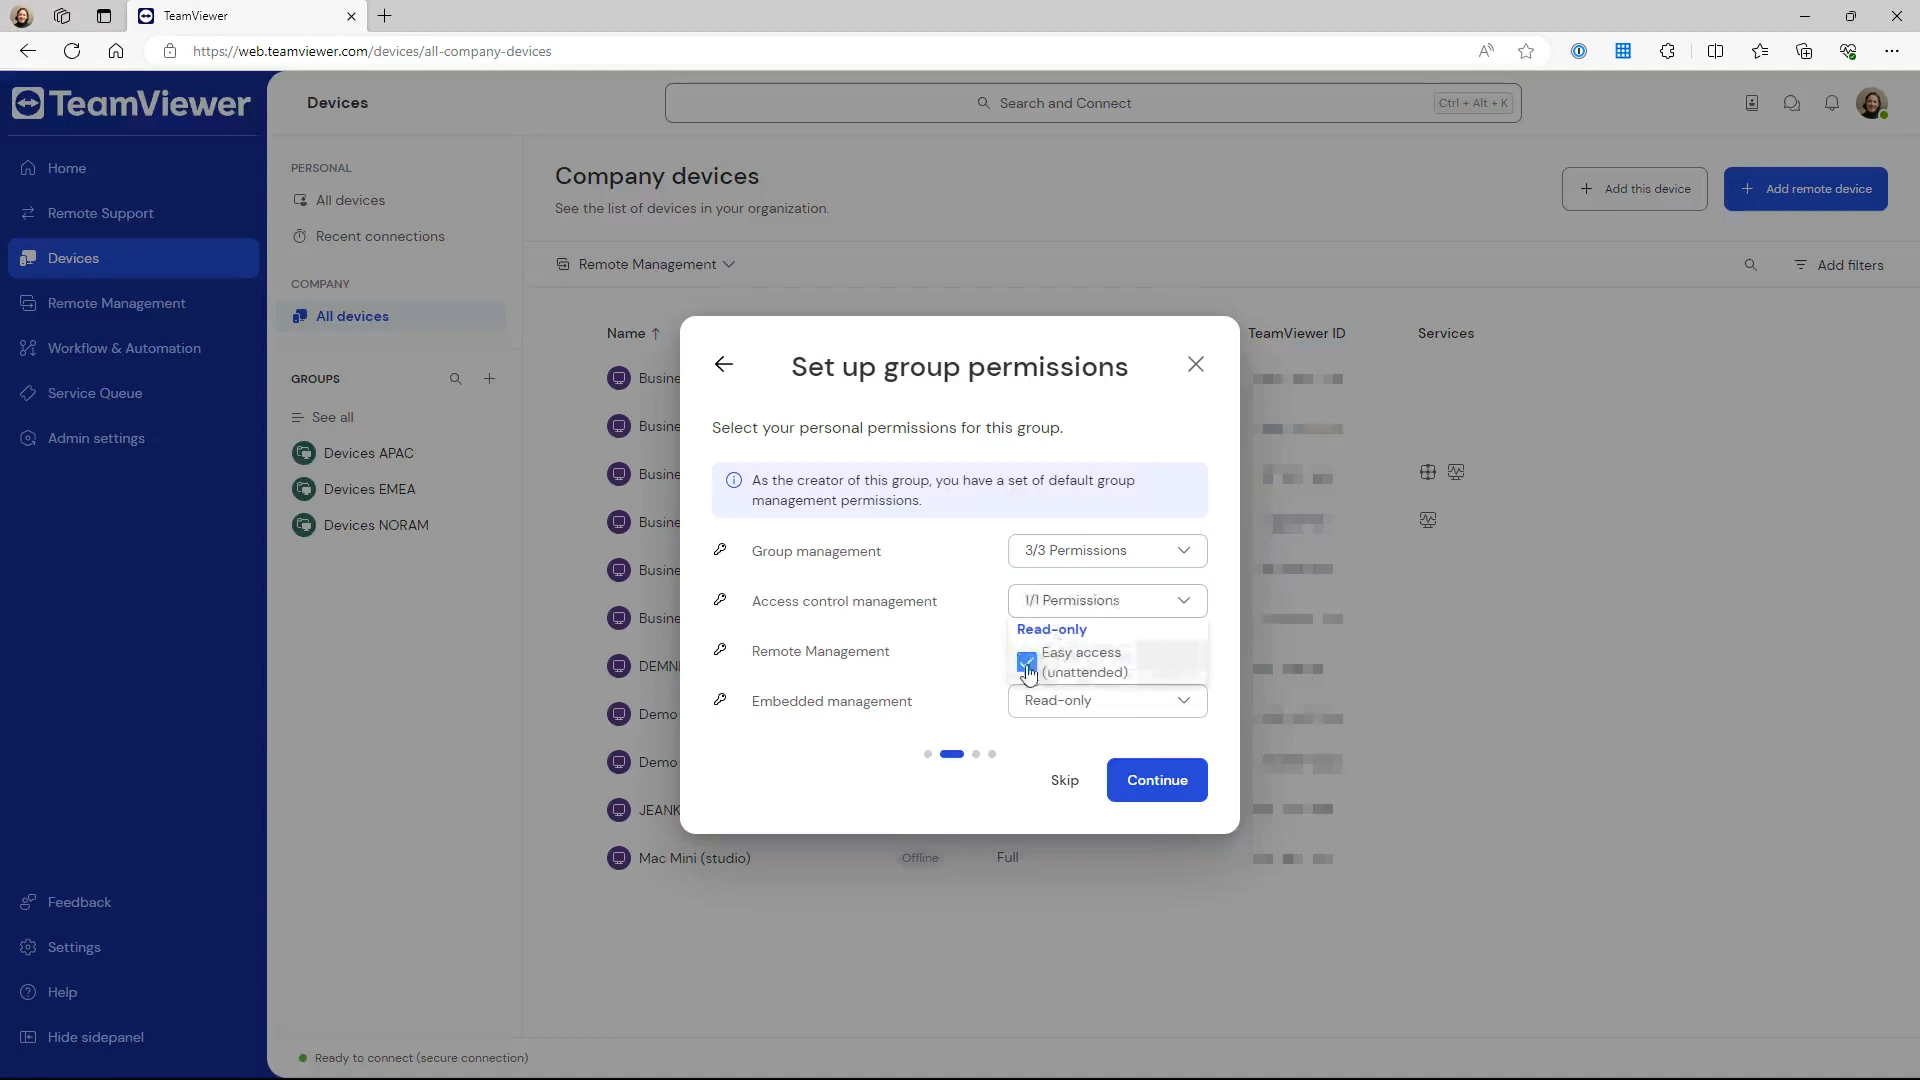 TeamViewer
https://web.teamviewer.com/devices/all-company-devices
TeamViewer
Devices
Search and Connect
Ctrl + Alt + K
Home
Remote Support
Devices
Remote Management
Workflow & Automation
Service Queue
Admin settings
PERSONAL
All devices
Recent connections
COMPANY
All devices
GROUPS
See all
Devices APAC
Devices EMEA
Devices NORAM
Company devices
See the list of devices in your organization.
Add this device
Add remote device
Remote Management
Add filters
Name
TeamViewer ID
Services
Busine
Busine
Busine
Busine
Busine
Busine
DEMN
Demo
Demo
JEANK
Mac Mini (studio)
Offline
Full
Set up group permissions
Select your personal permissions for this group.
As the creator of this group, you have a set of default group
management permissions.
Group management
3/3 Permissions
Access control management
1/1 Permissions
Read-only
Remote Management
Easy access
(unattended)
Embedded management
Read-only
Skip
Continue
Feedback
Settings
Help
Hide sidepanel
Ready to connect (secure connection)